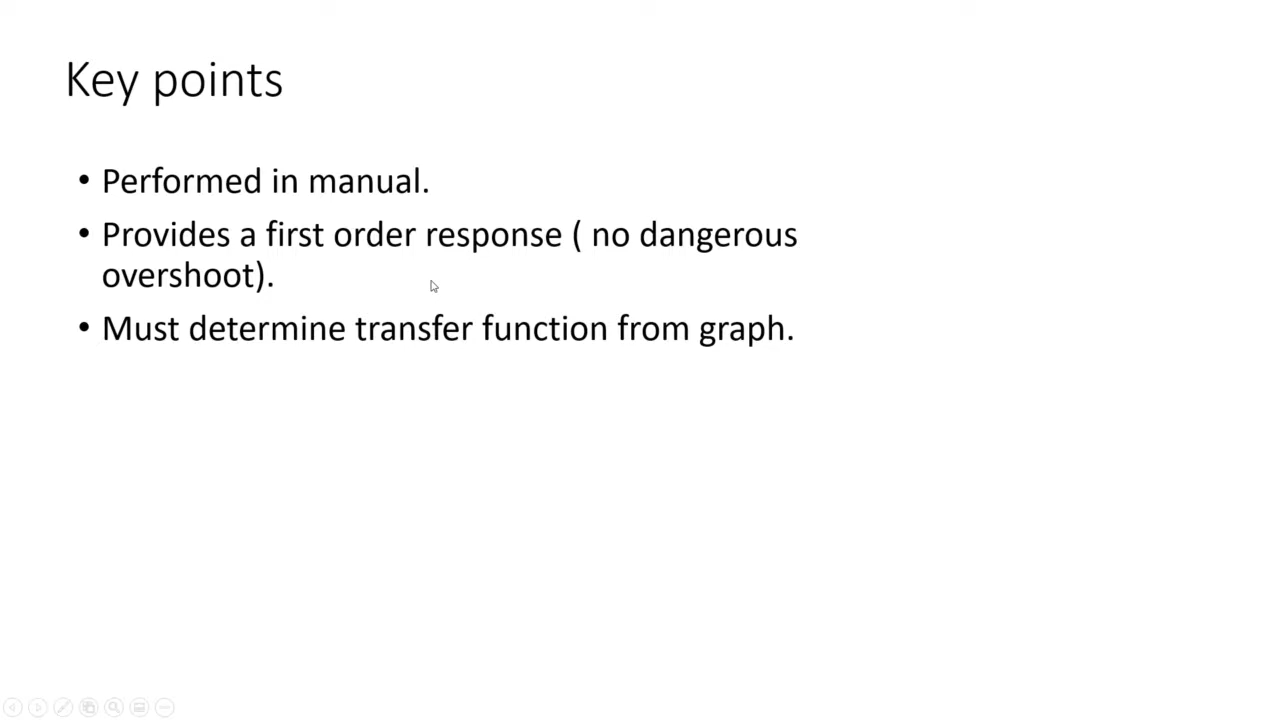 Key points
• Performed in manual.
• Provides a first order response ( no dangerous
overshoot).
• Must determine transfer function from graph.